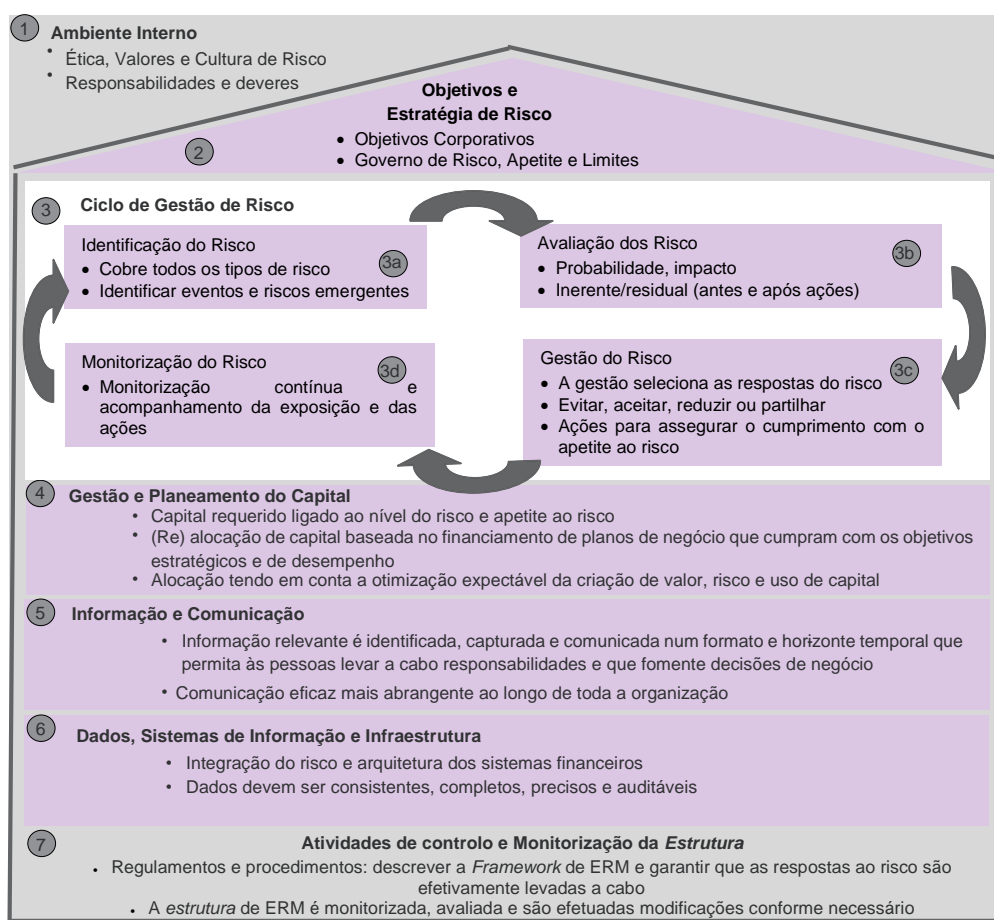 1 Ambiente Interno
• Ética, Valores e Cultura de Risco
• Responsabilidades e deveres
Objetivos e
Estratégia de Risco
2
• Objetivos Corporativos
• Governo de Risco, Apetite e Limites
3 Ciclo de Gestão de Risco
Identificação do Risco
3a
• Cobre todos os tipos de risco
• Identificar eventos e riscos emergentes
Avaliação dos Risco
3b
• Probabilidade, impacto
• Inerente/residual (antes e após ações)
Monitorização do Risco
3d
• Monitorização contínua e
acompanhamento da exposição e das
ações
Gestão do Risco
3c
• A gestão seleciona as respostas do risco
• Evitar, aceitar, reduzir ou partilhar
• Ações para assegurar o cumprimento com o
apetite ao risco
4 Gestão e Planeamento do Capital
• Capital requerido ligado ao nível do risco e apetite ao risco
• (Re) alocação de capital baseada no financiamento de planos de negócio que cumpram com os objetivos
estratégicos e de desempenho
• Alocação tendo em conta a otimização expectável da criação de valor, risco e uso de capital
5 Informação e Comunicação
• Informação relevante é identificada, capturada e comunicada num formato e horizonte temporal que
permita às pessoas levar a cabo responsabilidades e que fomente decisões de negócio
• Comunicação eficaz mais abrangente ao longo de toda a organização
6 Dados, Sistemas de Informação e Infraestrutura
• Integração do risco e arquitetura dos sistemas financeiros
• Dados devem ser consistentes, completos, precisos e auditáveis
7 Atividades de controlo e Monitorização da Estrutura
• Regulamentos e procedimentos: descrever a Framework de ERM e garantir que as respostas ao risco são
efetivamente levadas a cabo
• A estrutura de ERM é monitorizada, avaliada e são efetuadas modificações conforme necessário